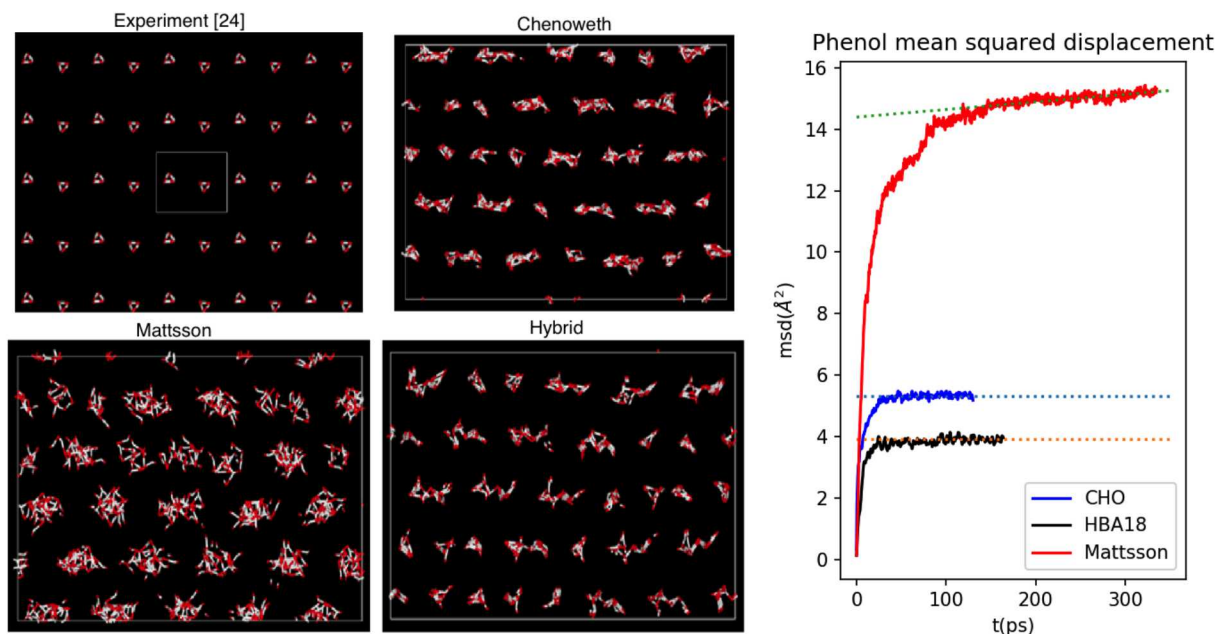 Experiment [24]
Chenoweth
Mattsson
Hybrid
Phenol mean squared displacement
16
14
12
10
8
6
4
2
0
msd(Å²)
CHO
HBA18
Mattsson
0 100 200 300
t(ps)